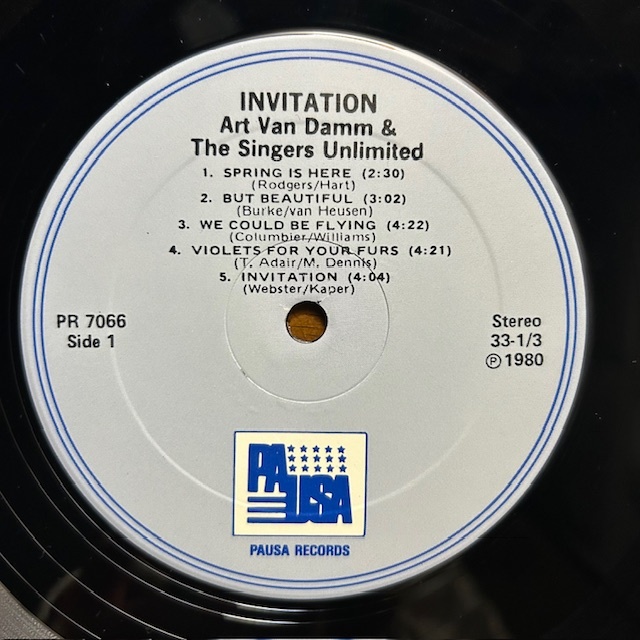 INVITATION
Art Van Damm &
The Singers Unlimited
1. SPRING IS HERE (2:30)
(Rodgers/Hart)
2. BUT BEAUTIFUL (3:02)
(Burke/van Heusen)
3. WE COULD BE FLYING (4:22)
(Columbier/Williams)
4. VIOLETS FOR YOUR FURS (4:21)
(T. Adair/M. Dennis)
5. INVITATION (4:04)
(Webster/Kaper)
PR 7066
Side 1
Stereo
33-1/3
Ⓟ 1980
PAUSA
PAUSA RECORDS